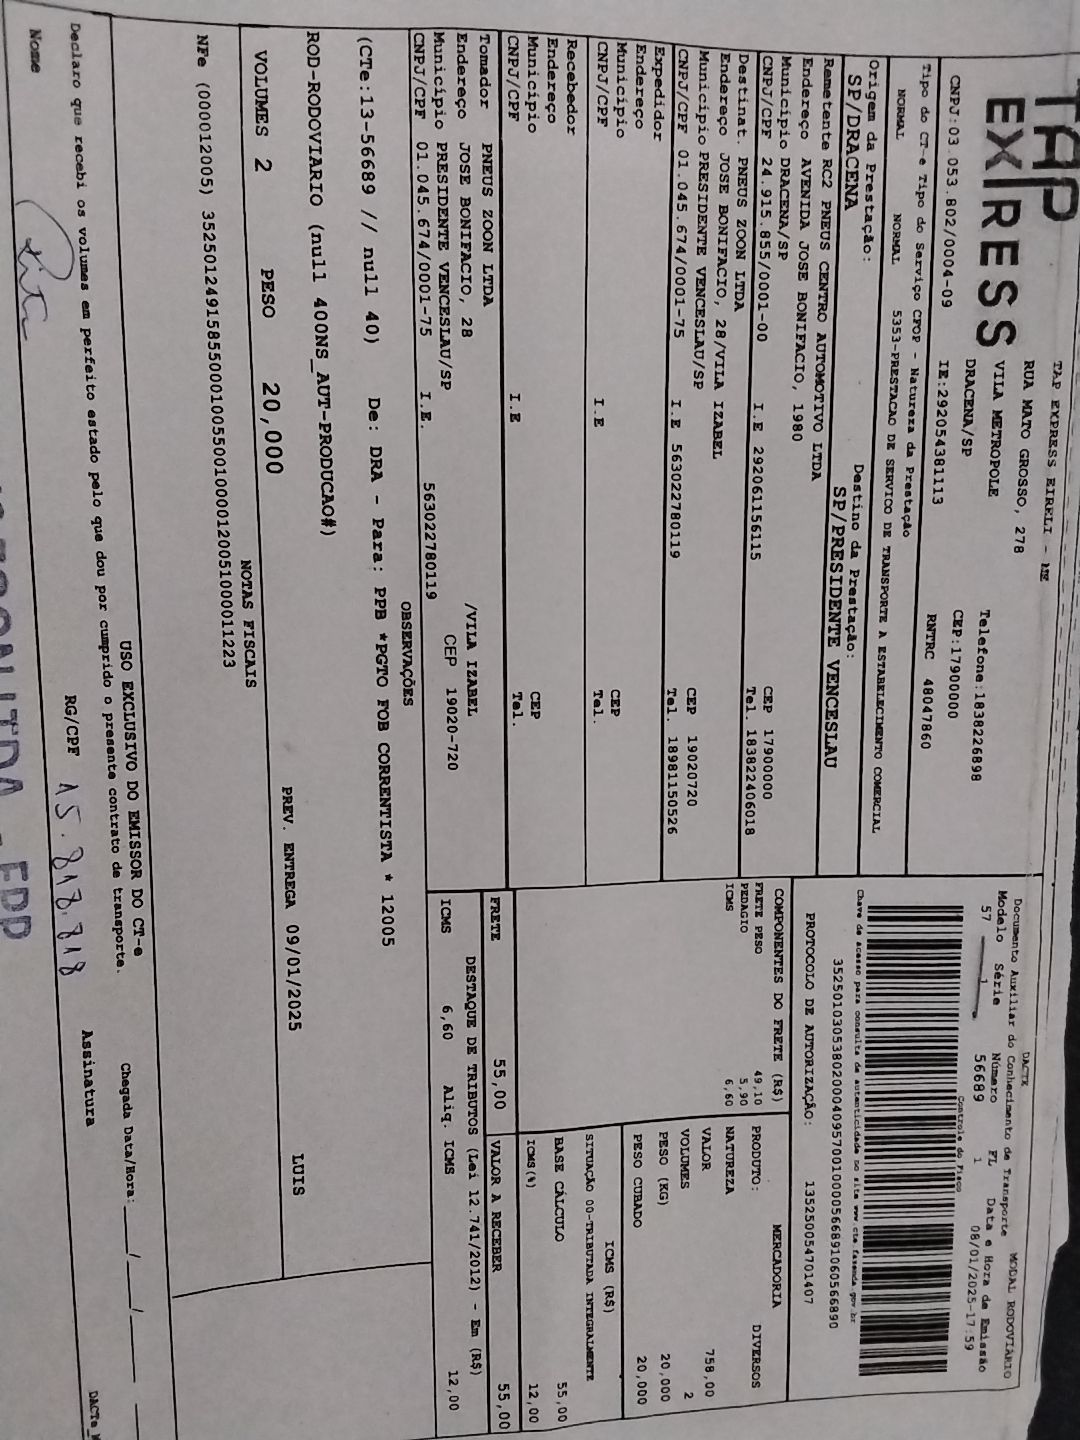 TAP
EXPRESS
TAP EXPRESS EIRELI - ME
RUA MATO GROSSO, 278
VILA METROPOLE
DRACENA/SP
Telefone:1838226898
CEP:17900000
CNPJ:03.053.802/0004-09 IE:292054381113 RNTRC 48047860
Tipo do CT-e Tipo do Serviço CFOP - Natureza da Prestação
NORMAL NORMAL 5353-PRESTACAO DE SERVICO DE TRANSPORTE A ESTABELECIMENTO COMERCIAL
Origem da Prestação: Destino da Prestação:
SP/DRACENA SP/PRESIDENTE VENCESLAU
DACTE
Documento Auxiliar do Conhecimento de Transporte MODAL RODOVIÁRIO
Modelo Série Número FL Data e Hora de Emissão
57 1 56689 1 08/01/2025-17:59
Controle do Fisco
Chave de acesso para consulta de autenticidade no site www.cte.fazenda.gov.br
35250103053802000409570010000566891060566890
PROTOCOLO DE AUTORIZAÇÃO: 135250054701407
Remetente RC2 PNEUS CENTRO AUTOMOTIVO LTDA
Endereço AVENIDA JOSE BONIFACIO, 1980
Município DRACENA/SP CEP 17900000
CNPJ/CPF 24.915.855/0001-00 I.E 292061156115 Tel. 183822406018
Destinat. PNEUS ZOON LTDA
Endereço JOSE BONIFACIO, 28/VILA IZABEL
Município PRESIDENTE VENCESLAU/SP CEP 19020720
CNPJ/CPF 01.045.674/0001-75 I.E 563022780119 Tel. 18981150526
Expedidor
Endereço
Município CEP
CNPJ/CPF I.E Tel.
Recebedor
Endereço
Município CEP
CNPJ/CPF I.E Tel.
Tomador PNEUS ZOON LTDA
Endereço JOSE BONIFACIO, 28 /VILA IZABEL
Município PRESIDENTE VENCESLAU/SP CEP 19020-720
CNPJ/CPF 01.045.674/0001-75 I.E. 563022780119
COMPONENTES DO FRETE (R$)
FRETE PESO 49,10
PEDAGIO 5,90
ICMS 6,60
MERCADORIA
PRODUTO: DIVERSOS
NATUREZA
VALOR 758,00
VOLUMES 2
PESO (KG) 20,000
PESO CUBADO 20,000
ICMS (R$)
SITUAÇÃO 00-TRIBUTADA INTEGRALMENTE
BASE CÁLCULO 55,00
ICMS(%) 12,00
FRETE 55,00 VALOR A RECEBER 55,00
DESTAQUE DE TRIBUTOS (Lei 12.741/2012) - Em (R$)
ICMS 6,60 Aliq. ICMS 12,00
OBSERVAÇÕES
(CTe:13-56689 // null 40) De: DRA - Para: PPB *PGTO FOB CORRENTISTA * 12005
ROD-RODOVIARIO (null 400NS_AUT-PRODUCAO#)
VOLUMES 2 PESO 20,000 PREV. ENTREGA 09/01/2025 LUIS
NOTAS FISCAIS
NFe (000012005) 35250124915855000100550010000120051000011223
USO EXCLUSIVO DO EMISSOR DO CT-e
Declaro que recebi os volumes em perfeito estado pelo que dou por cumprido o presente contrato de transporte. Chegada Data/Hora:___/___/
Nome RG/CPF 15.818.818 Assinatura
LTDA - EPP